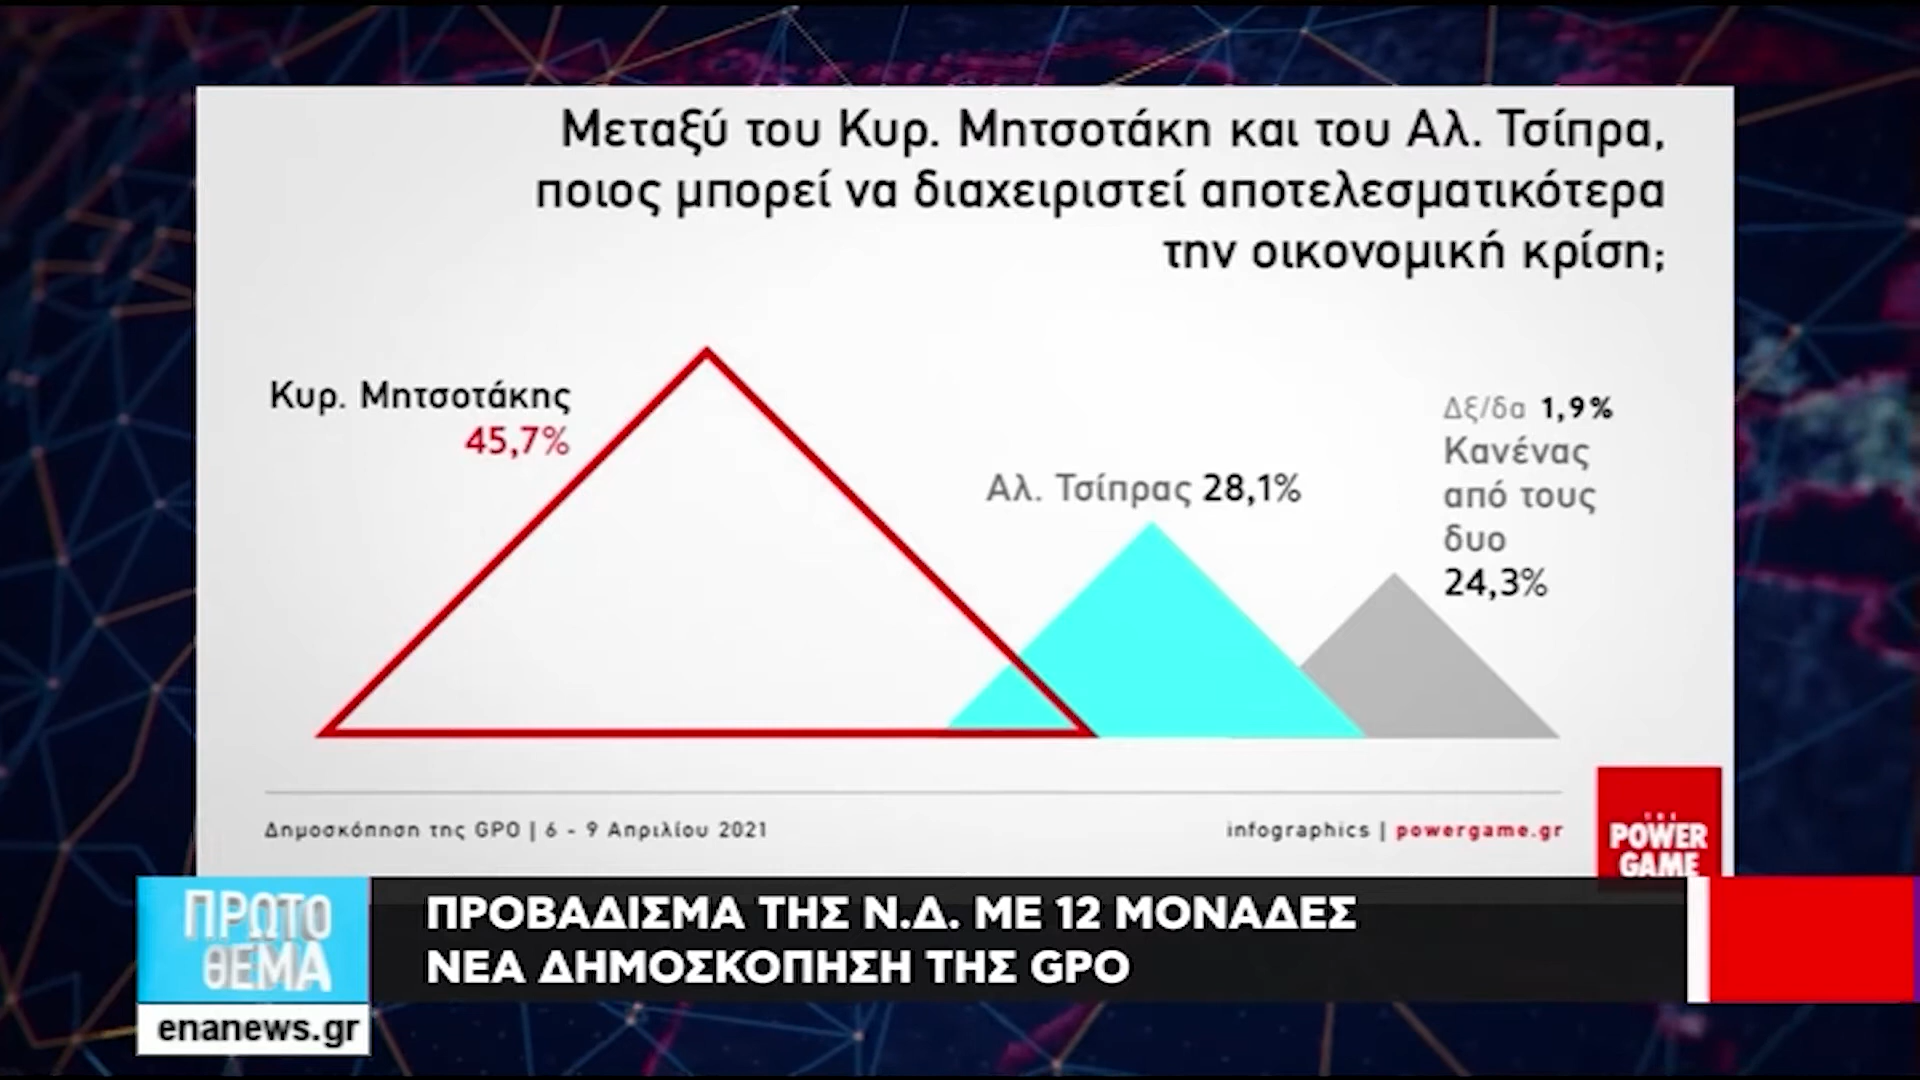 Μεταξύ του Κυρ. Μητσοτάκη και του Αλ. Τσίπρα,
ποιος μπορεί να διαχειριστεί αποτελεσματικότερα
την οικονομική κρίση;
Κυρ. Μητσοτάκης
45,7%
Αλ. Τσίπρας 28,1%
Δξ/δα 1,9%
Κανένας
από τους
δυο
24,3%
Δημοσκόπηση της GPO | 6 - 9 Απριλίου 2021
infographics | powergame.gr
THE
POWER
GAME
ΠΡΩΤΟ
ΘΕΜΑ
enanews.gr
ΠΡΟΒΑΔΙΣΜΑ ΤΗΣ Ν.Δ. ΜΕ 12 ΜΟΝΑΔΕΣ
ΝΕΑ ΔΗΜΟΣΚΟΠΗΣΗ ΤΗΣ GPO